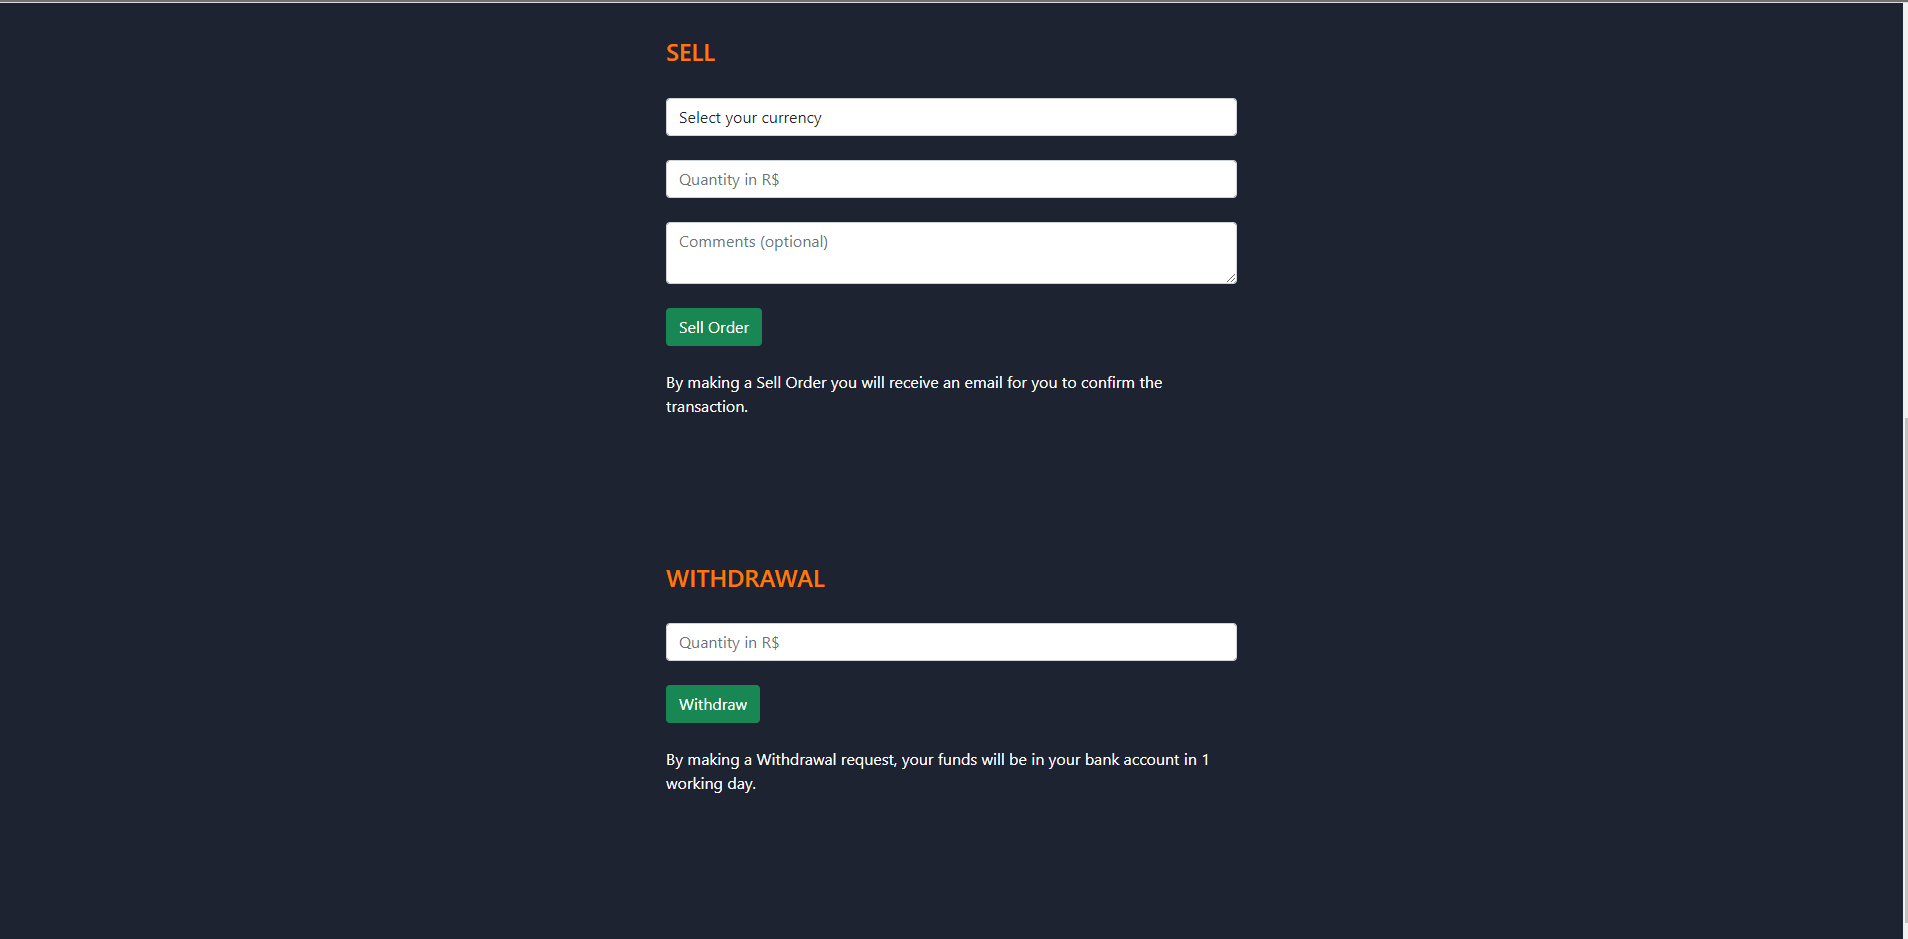 SELL
Select your currency
Quantity in R$
Comments (optional)
Sell Order
By making a Sell Order you will receive an email for you to confirm the
transaction.
WITHDRAWAL
Quantity in R$
Withdraw
By making a Withdrawal request, your funds will be in your bank account in 1
working day.